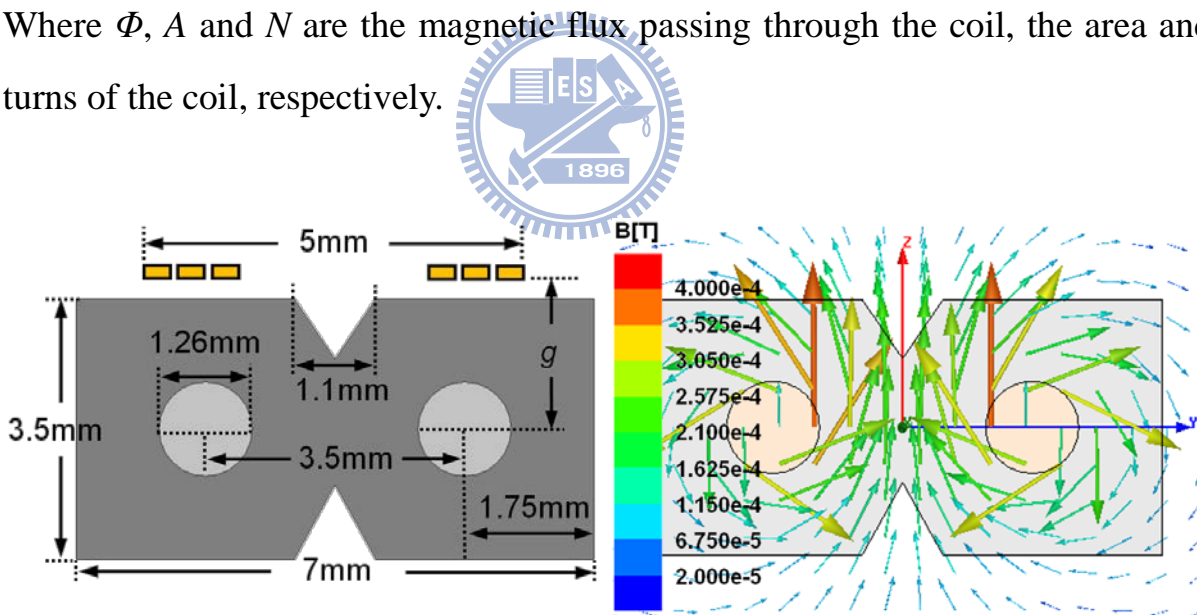 Where Φ, A and N are the magnetic flux passing through the coil, the area and
turns of the coil, respectively.
E S A
8
1896
5mm
1.26mm
1.1mm
g
3.5mm
3.5mm
1.75mm
7mm
B[T]
4.000e-4
3.525e-4
3.050e-4
2.575e-4
2.100e-4
1.625e-4
1.150e-4
6.750e-5
2.000e-5
Z
Y